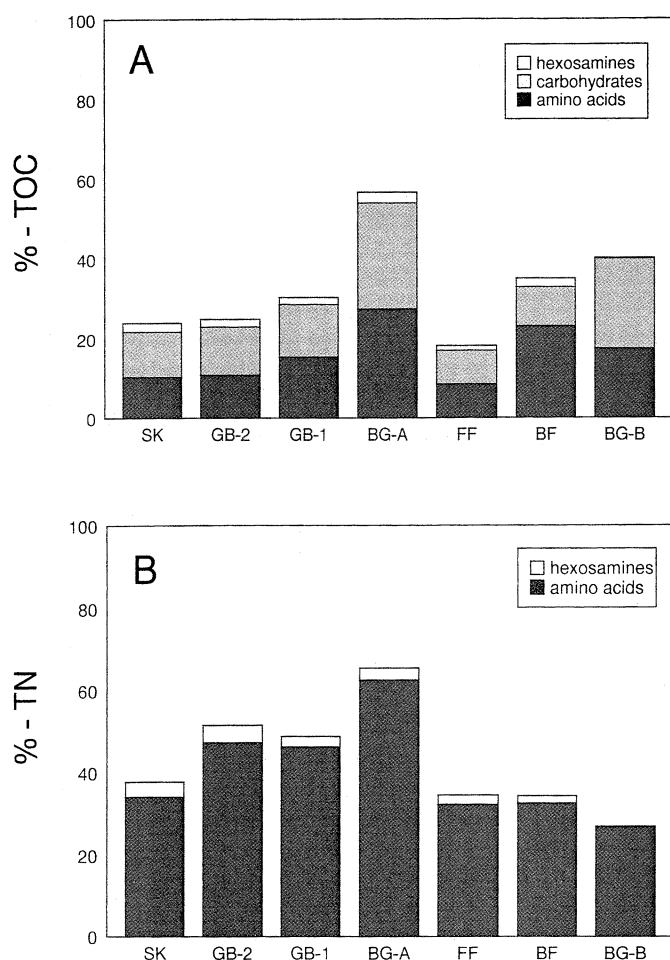 A
hexosamines
carbohydrates
amino acids
% - TOC
100
80
60
40
20
0
SK GB-2 GB-1 BG-A FF BF BG-B
B
hexosamines
amino acids
% - TN
100
80
60
40
20
0
SK GB-2 GB-1 BG-A FF BF BG-B